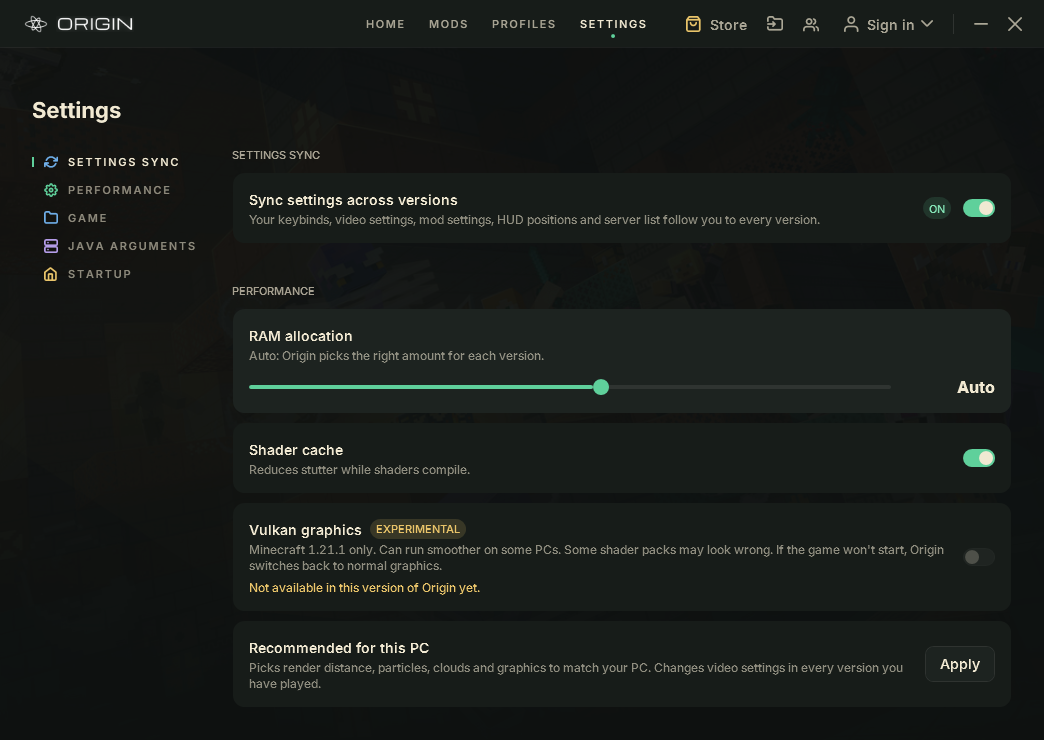 ORIGIN
HOME
MODS
PROFILES
SETTINGS
Store
Sign in
Settings
SETTINGS SYNC
PERFORMANCE
GAME
JAVA ARGUMENTS
STARTUP
SETTINGS SYNC
Sync settings across versions
Your keybinds, video settings, mod settings, HUD positions and server list follow you to every version.
ON
PERFORMANCE
RAM allocation
Auto: Origin picks the right amount for each version.
Auto
Shader cache
Reduces stutter while shaders compile.
Vulkan graphics EXPERIMENTAL
Minecraft 1.21.1 only. Can run smoother on some PCs. Some shader packs may look wrong. If the game won't start, Origin
switches back to normal graphics.
Not available in this version of Origin yet.
Recommended for this PC
Picks render distance, particles, clouds and graphics to match your PC. Changes video settings in every version you
have played.
Apply